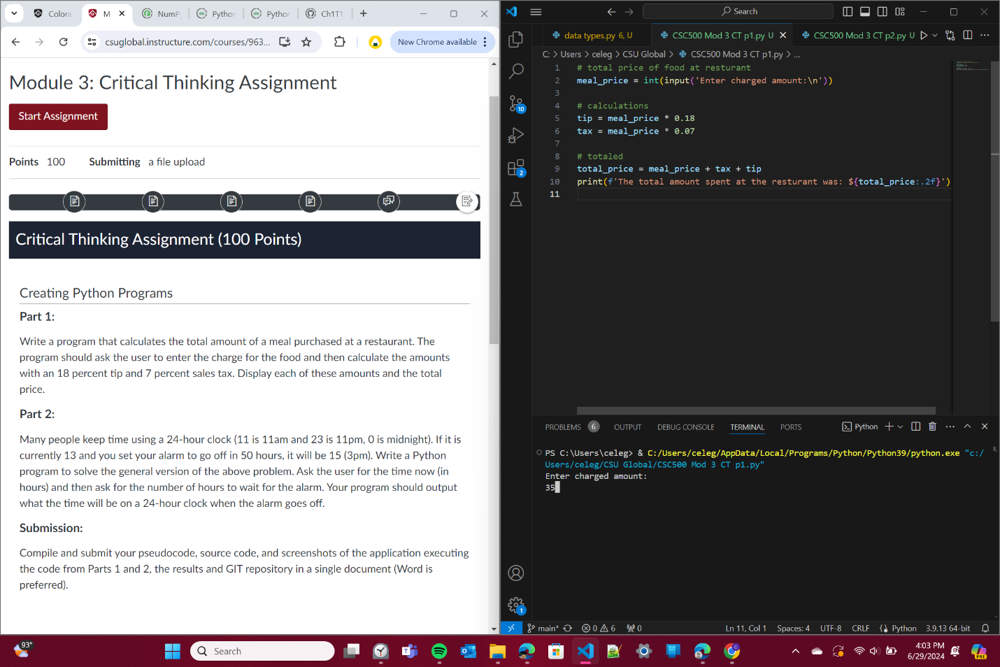 Colora
M
NumP
Python
Python
Ch1T1
csuglobal.instructure.com/courses/963...
New Chrome available
Module 3: Critical Thinking Assignment
Start Assignment
Points 100 Submitting a file upload
Critical Thinking Assignment (100 Points)
Creating Python Programs
Part 1:
Write a program that calculates the total amount of a meal purchased at a restaurant. The
program should ask the user to enter the charge for the food and then calculate the amounts
with an 18 percent tip and 7 percent sales tax. Display each of these amounts and the total
price.
Part 2:
Many people keep time using a 24-hour clock (11 is 11am and 23 is 11pm, 0 is midnight). If it is
currently 13 and you set your alarm to go off in 50 hours, it will be 15 (3pm). Write a Python
program to solve the general version of the above problem. Ask the user for the time now (in
hours) and then ask for the number of hours to wait for the alarm. Your program should output
what the time will be on a 24-hour clock when the alarm goes off.
Submission:
Compile and submit your pseudocode, source code, and screenshots of the application executing
the code from Parts 1 and 2, the results and GIT repository in a single document (Word is
preferred).
Search
data types.py 6, U
CSC500 Mod 3 CT p1.py U
CSC500 Mod 3 CT p2.py U
C: > Users > celeg > CSU Global > CSC500 Mod 3 CT p1.py > ...
1 # total price of food at resturant
2 meal_price = int(input('Enter charged amount:\n'))
3
4 # calculations
5 tip = meal_price * 0.18
6 tax = meal_price * 0.07
7
8 # totaled
9 total_price = meal_price + tax + tip
10 print(f'The total amount spent at the resturant was: ${total_price:.2f}')
11
10
2
1
PROBLEMS 6 OUTPUT DEBUG CONSOLE TERMINAL PORTS Python
PS C:\Users\celeg> & C:/Users/celeg/AppData/Local/Programs/Python/Python39/python.exe "c:/
Users/celeg/CSU Global/CSC500 Mod 3 CT p1.py"
Enter charged amount:
35
main* 0 6 0 Ln 11, Col 1 Spaces: 4 UTF-8 CRLF Python 3.9.13 64-bit
93°
Search
4:03 PM
6/29/2024
PRE